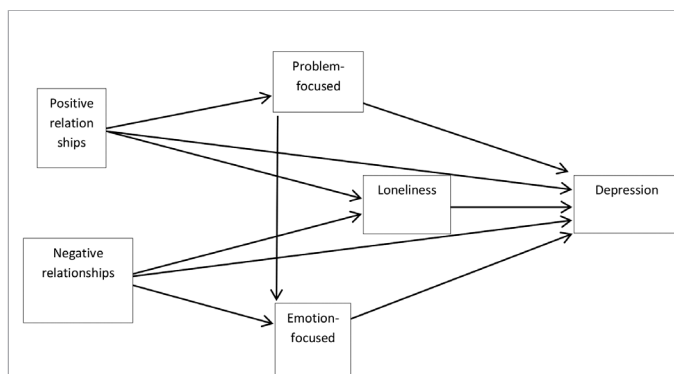 Problem-
focused
Positive
relation
ships
Loneliness
Depression
Negative
relationships
Emotion-
focused